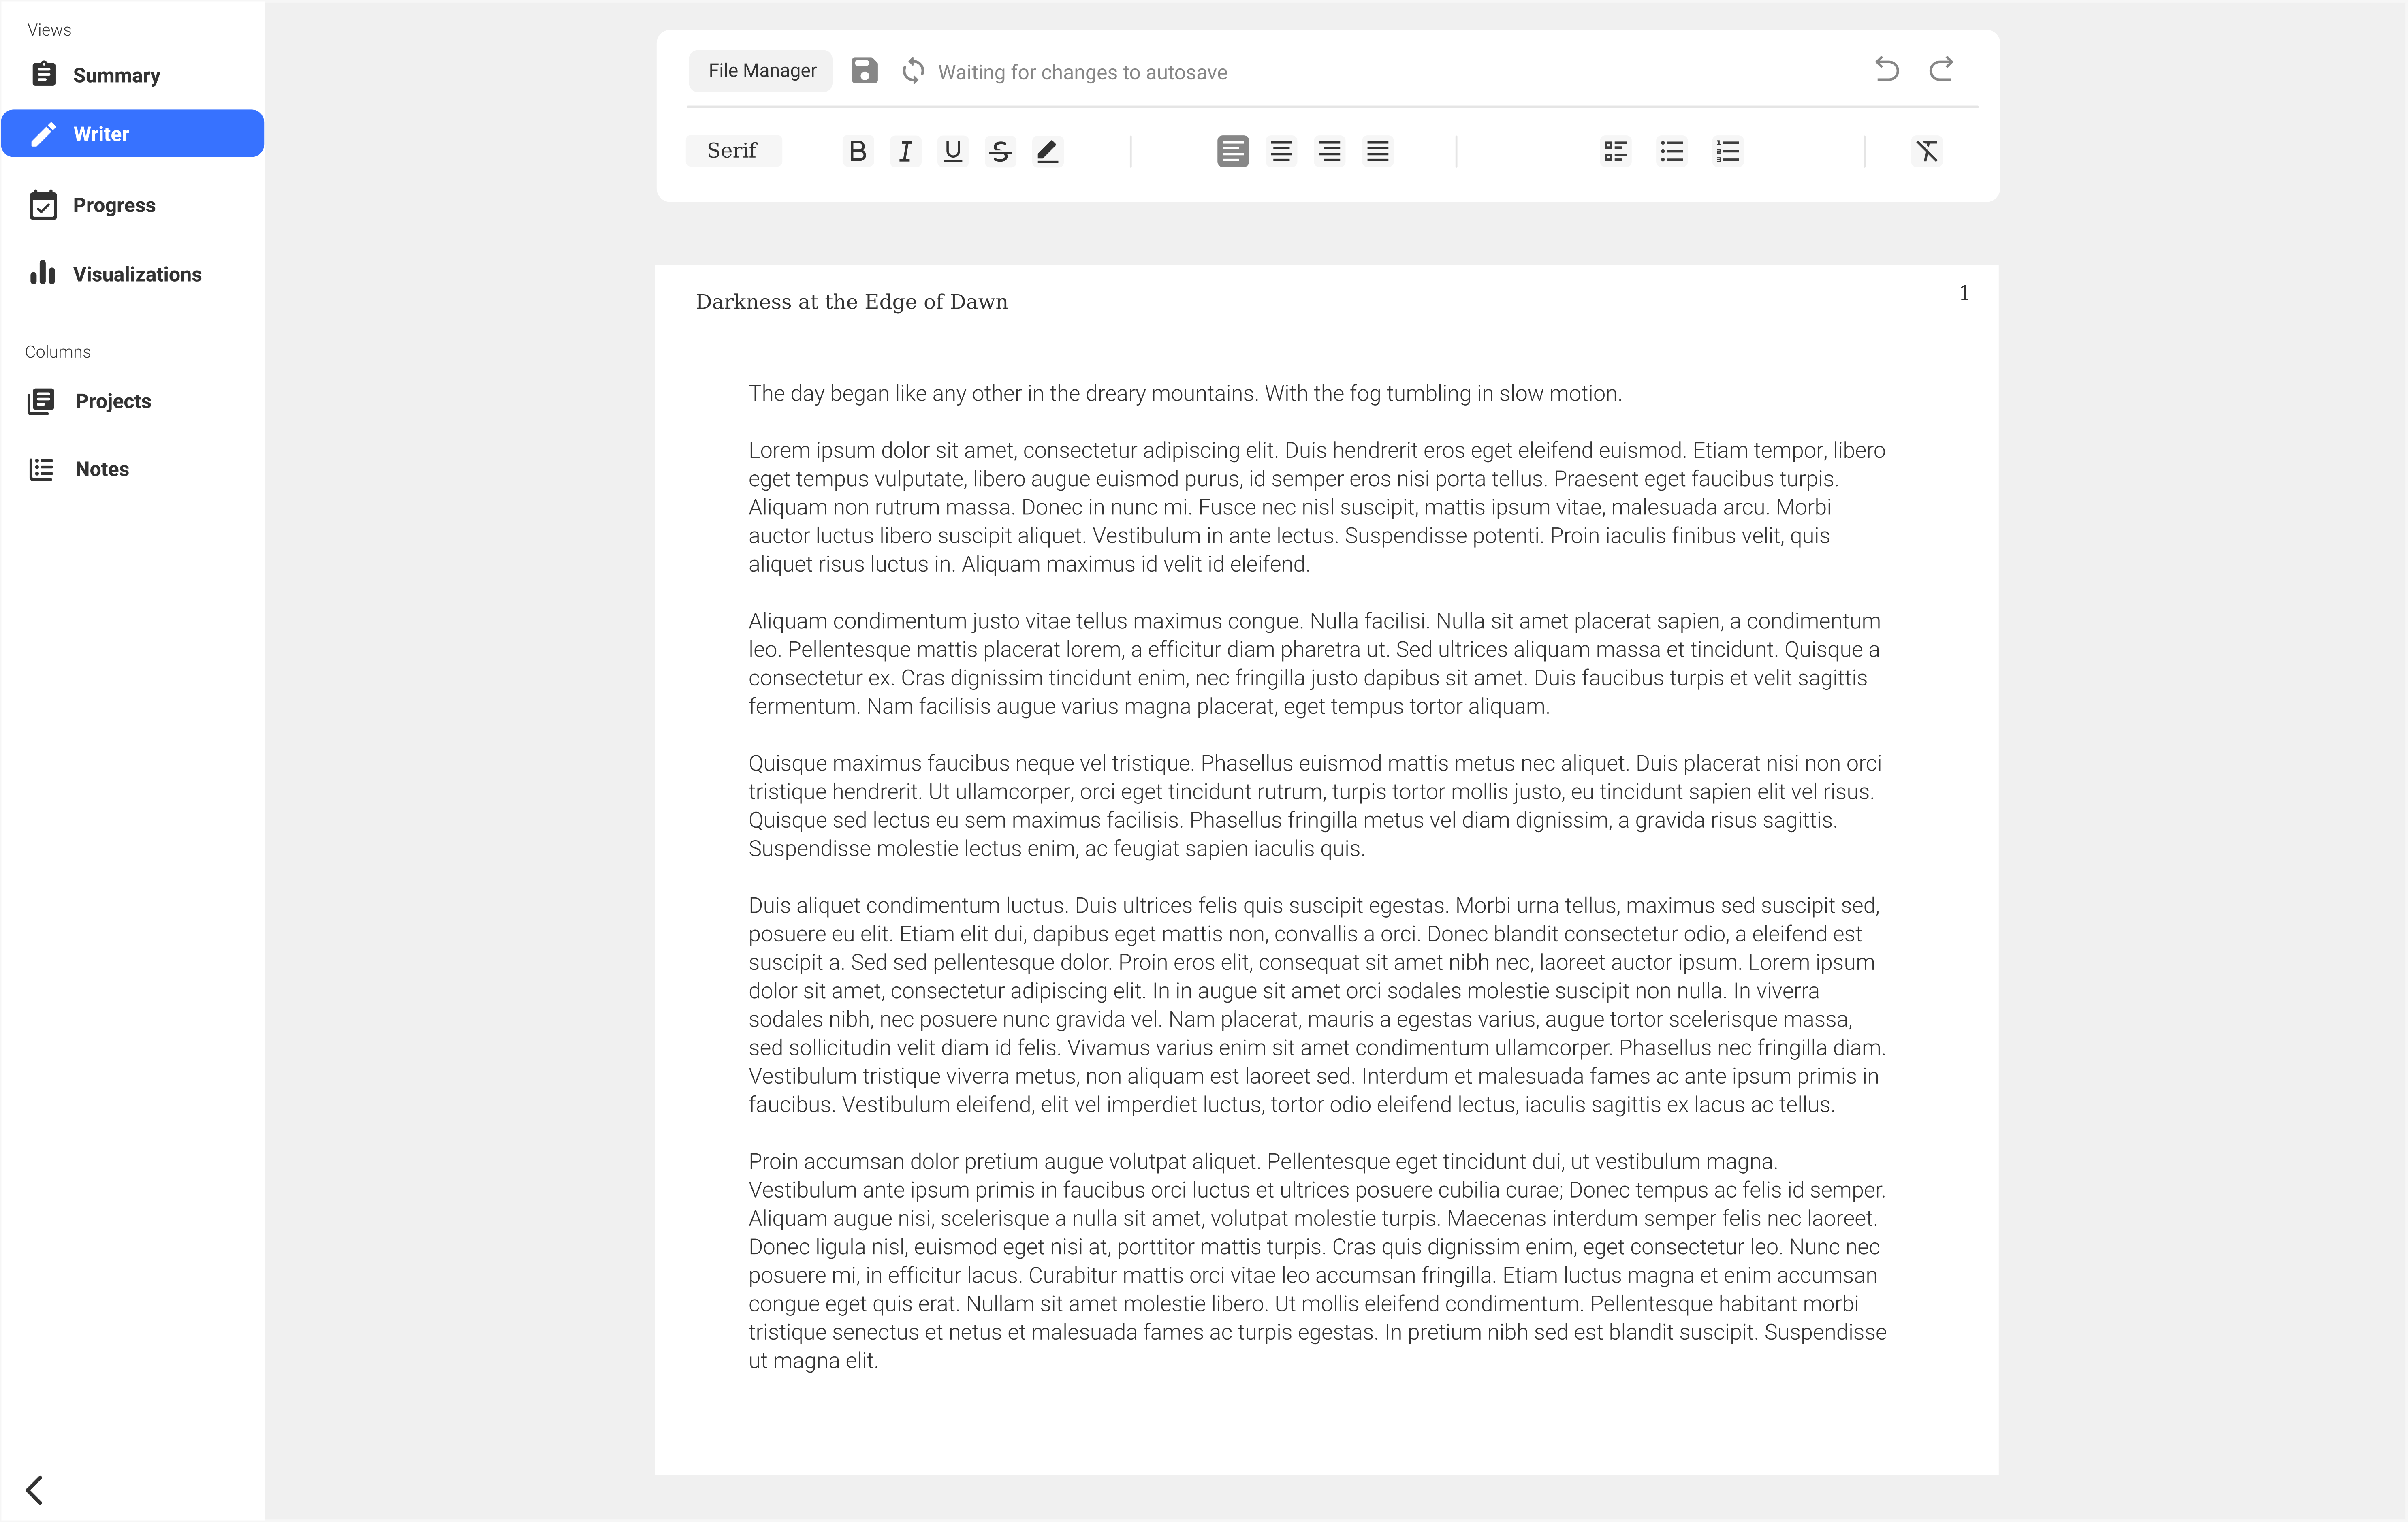 Views
Summary
Writer
Progress
Visualizations
Columns
Projects
Notes
File Manager
Waiting for changes to autosave
Serif
B I U S
Darkness at the Edge of Dawn
1
The day began like any other in the dreary mountains. With the fog tumbling in slow motion.
Lorem ipsum dolor sit amet, consectetur adipiscing elit. Duis hendrerit eros eget eleifend euismod. Etiam tempor, libero
eget tempus vulputate, libero augue euismod purus, id semper eros nisi porta tellus. Praesent eget faucibus turpis.
Aliquam non rutrum massa. Donec in nunc mi. Fusce nec nisl suscipit, mattis ipsum vitae, malesuada arcu. Morbi
auctor luctus libero suscipit aliquet. Vestibulum in ante lectus. Suspendisse potenti. Proin iaculis finibus velit, quis
aliquet risus luctus in. Aliquam maximus id velit id eleifend.
Aliquam condimentum justo vitae tellus maximus congue. Nulla facilisi. Nulla sit amet placerat sapien, a condimentum
leo. Pellentesque mattis placerat lorem, a efficitur diam pharetra ut. Sed ultrices aliquam massa et tincidunt. Quisque a
consectetur ex. Cras dignissim tincidunt enim, nec fringilla justo dapibus sit amet. Duis faucibus turpis et velit sagittis
fermentum. Nam facilisis augue varius magna placerat, eget tempus tortor aliquam.
Quisque maximus faucibus neque vel tristique. Phasellus euismod mattis metus nec aliquet. Duis placerat nisi non orci
tristique hendrerit. Ut ullamcorper, orci eget tincidunt rutrum, turpis tortor mollis justo, eu tincidunt sapien elit vel risus.
Quisque sed lectus eu sem maximus facilisis. Phasellus fringilla metus vel diam dignissim, a gravida risus sagittis.
Suspendisse molestie lectus enim, ac feugiat sapien iaculis quis.
Duis aliquet condimentum luctus. Duis ultrices felis quis suscipit egestas. Morbi urna tellus, maximus sed suscipit sed,
posuere eu elit. Etiam elit dui, dapibus eget mattis non, convallis a orci. Donec blandit consectetur odio, a eleifend est
suscipit a. Sed sed pellentesque dolor. Proin eros elit, consequat sit amet nibh nec, laoreet auctor ipsum. Lorem ipsum
dolor sit amet, consectetur adipiscing elit. In in augue sit amet orci sodales molestie suscipit non nulla. In viverra
sodales nibh, nec posuere nunc gravida vel. Nam placerat, mauris a egestas varius, augue tortor scelerisque massa,
sed sollicitudin velit diam id felis. Vivamus varius enim sit amet condimentum ullamcorper. Phasellus nec fringilla diam.
Vestibulum tristique viverra metus, non aliquam est laoreet sed. Interdum et malesuada fames ac ante ipsum primis in
faucibus. Vestibulum eleifend, elit vel imperdiet luctus, tortor odio eleifend lectus, iaculis sagittis ex lacus ac tellus.
Proin accumsan dolor pretium augue volutpat aliquet. Pellentesque eget tincidunt dui, ut vestibulum magna.
Vestibulum ante ipsum primis in faucibus orci luctus et ultrices posuere cubilia curae; Donec tempus ac felis id semper.
Aliquam augue nisi, scelerisque a nulla sit amet, volutpat molestie turpis. Maecenas interdum semper felis nec laoreet.
Donec ligula nisl, euismod eget nisi at, porttitor mattis turpis. Cras quis dignissim enim, eget consectetur leo. Nunc nec
posuere mi, in efficitur lacus. Curabitur mattis orci vitae leo accumsan fringilla. Etiam luctus magna et enim accumsan
congue eget quis erat. Nullam sit amet molestie libero. Ut mollis eleifend condimentum. Pellentesque habitant morbi
tristique senectus et netus et malesuada fames ac turpis egestas. In pretium nibh sed est blandit suscipit. Suspendisse
ut magna elit.